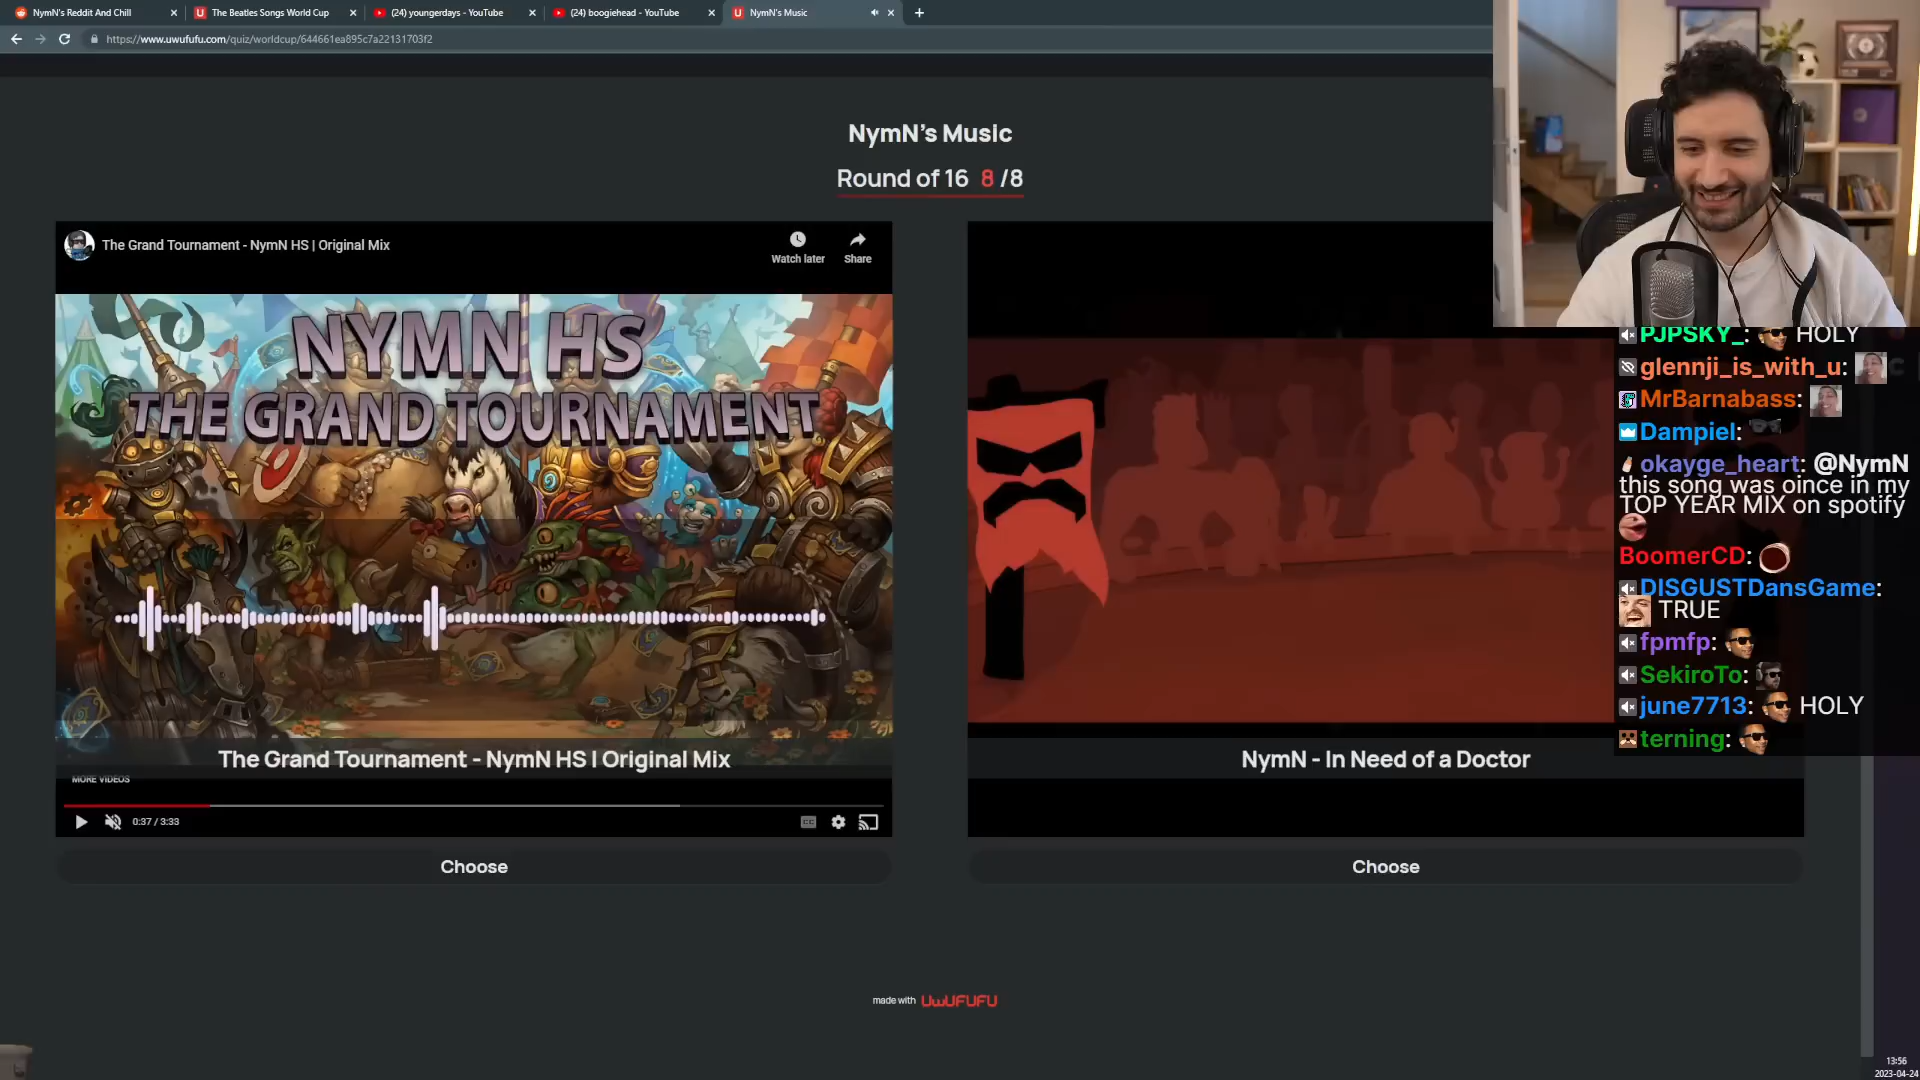 NymN's Reddit And Chill
The Beatles Songs World Cup
(24) youngerdays - YouTube
(24) boogiehead - YouTube
NymN's Music
https://www.uwufufu.com/quiz/worldcup/644661ea895c7a22131703f2
NymN's Music
Round of 16 8 /8
The Grand Tournament - NymN HS | Original Mix
Watch later
Share
NYMN HS
THE GRAND TOURNAMENT
The Grand Tournament - NymN HS | Original Mix
MORE VIDEOS
0:37 / 3:33
CC
Choose
NymN - In Need of a Doctor
Choose
PJPSKY_: HOLY
glennji_is_with_u:
MrBarnabass:
Dampiel:
okayge_heart: @NymN
this song was oince in my
TOP YEAR MIX on spotify
BoomerCD:
DISGUSTDansGame:
TRUE
fpmfp:
SekiroTo:
june7713: HOLY
terning:
made with UWUFUFU
13:56
2023-04-24